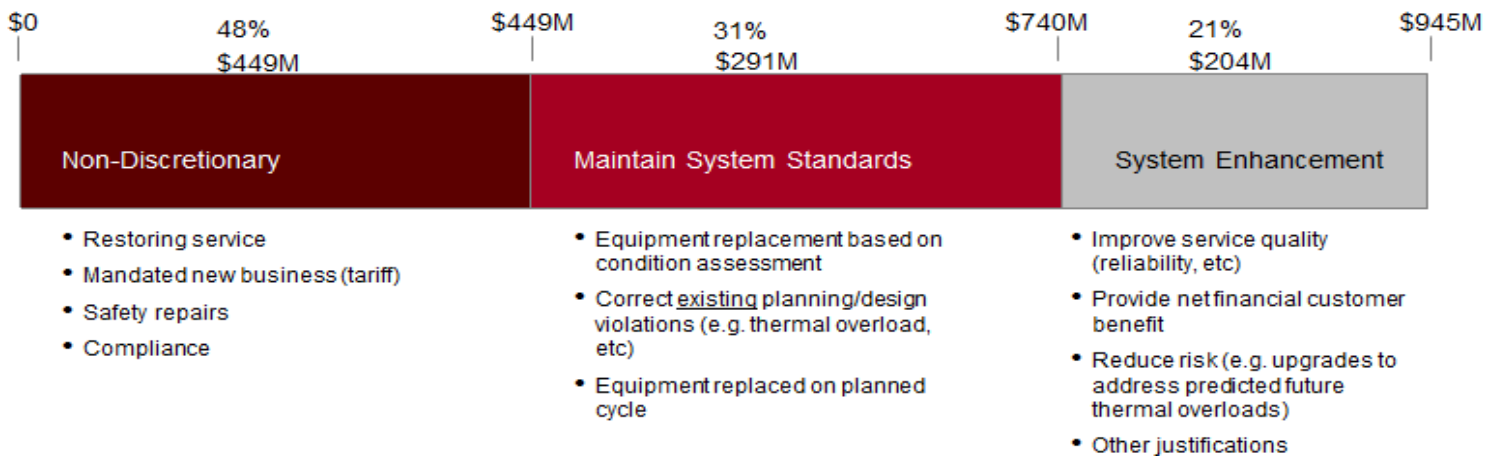 $0
48%
$449M
$449M
31%
$291M
$740M
21%
$204M
$945M
Non-Discretionary
Maintain System Standards
System Enhancement
• Restoring service
• Mandated new business (tariff)
• Safety repairs
• Compliance
• Equipment replacement based on
condition assessment
• Correct existing planning/design
violations (e.g. thermal overload,
etc)
• Equipment replaced on planned
cycle
• Improve service quality
(reliability, etc)
• Provide net financial customer
benefit
• Reduce risk (e.g. upgrades to
address predicted future
thermal overloads)
• Other justifications